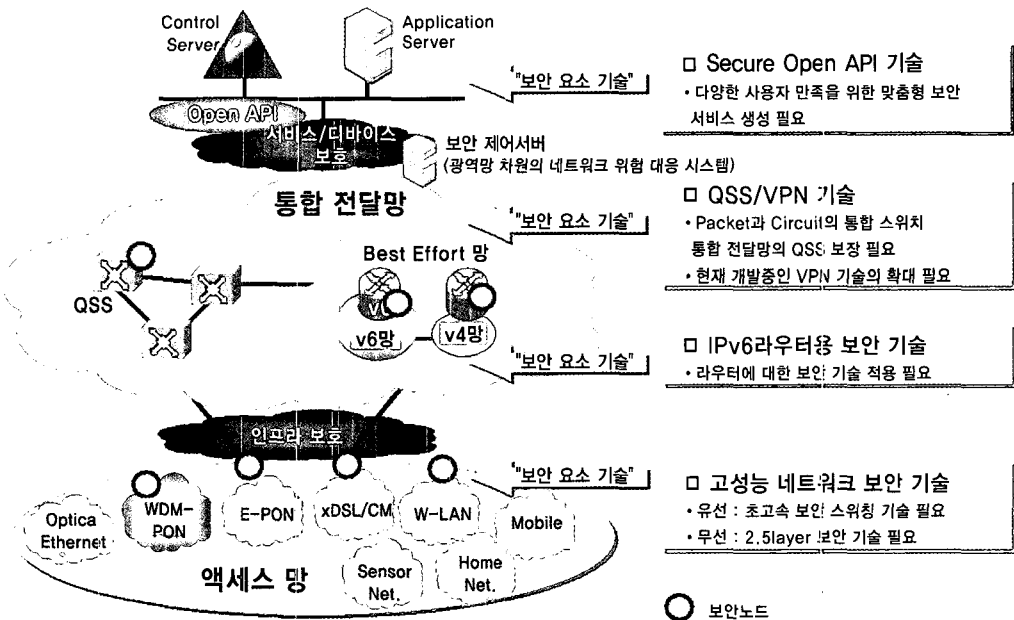 Control
Server
Application
Server
Open API
서비스/디바이스
보호
보안 제어서버
(광역망 차원의 네트워크 위험 대응 시스템)
"보안 요소 기술"
□ Secure Open API 기술
• 다양한 사용자 만족을 위한 맞춤형 보안
서비스 생성 필요
통합 전달망
"보안 요소 기술"
□ QSS/VPN 기술
• Packet과 Circuit의 통합 스위치
통합 전달망의 QSS 보장 필요
• 현재 개발중인 VPN 기술의 확대 필요
QSS
Best Effort 망
v6망
v4망
"보안 요소 기술"
□ IPv6라우터용 보안 기술
• 라우터에 대한 보안 기술 적용 필요
인프라 보호
"보안 요소 기술"
□ 고성능 네트워크 보안 기술
• 유선 : 초고속 보안 스위칭 기술 필요
• 무선 : 2.5layer 보안 기술 필요
Optica
Ethernet
WDM-
PON
E-PON
xDSL/CM
W-LAN
Mobile
액세스 망
Sensor
Net.
Home
Net.
보안노드